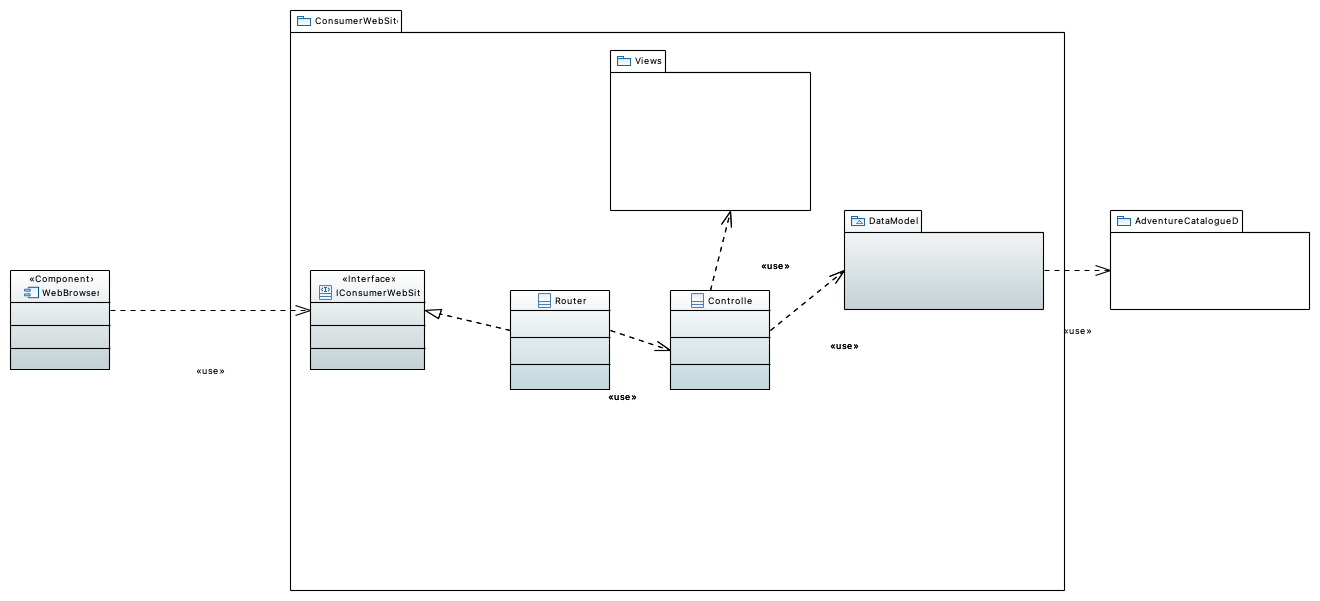 ConsumerWebSit
Views
DataModel
AdventureCatalogueD
«use»
«Component»
WebBrowser
«Interface»
IConsumerWebSit
Router
Controlle
«use»
«use»
«use»
«use»